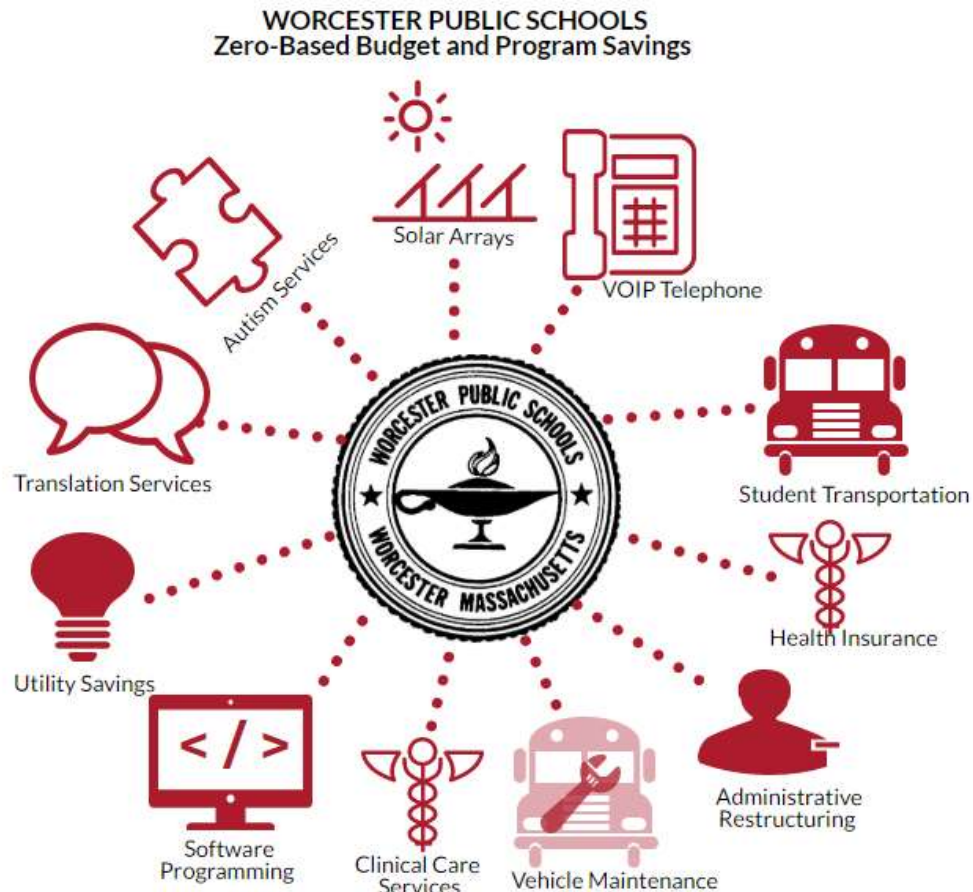 WORCESTER PUBLIC SCHOOLS
Zero-Based Budget and Program Savings
Solar Arrays
VOIP Telephone
Autism Services
Translation Services
Student Transportation
WORCESTER PUBLIC SCHOOLS
WORCESTER MASSACHUSETTS
Utility Savings
Health Insurance
</>
Software
Programming
Clinical Care
Services
Vehicle Maintenance
Administrative
Restructuring